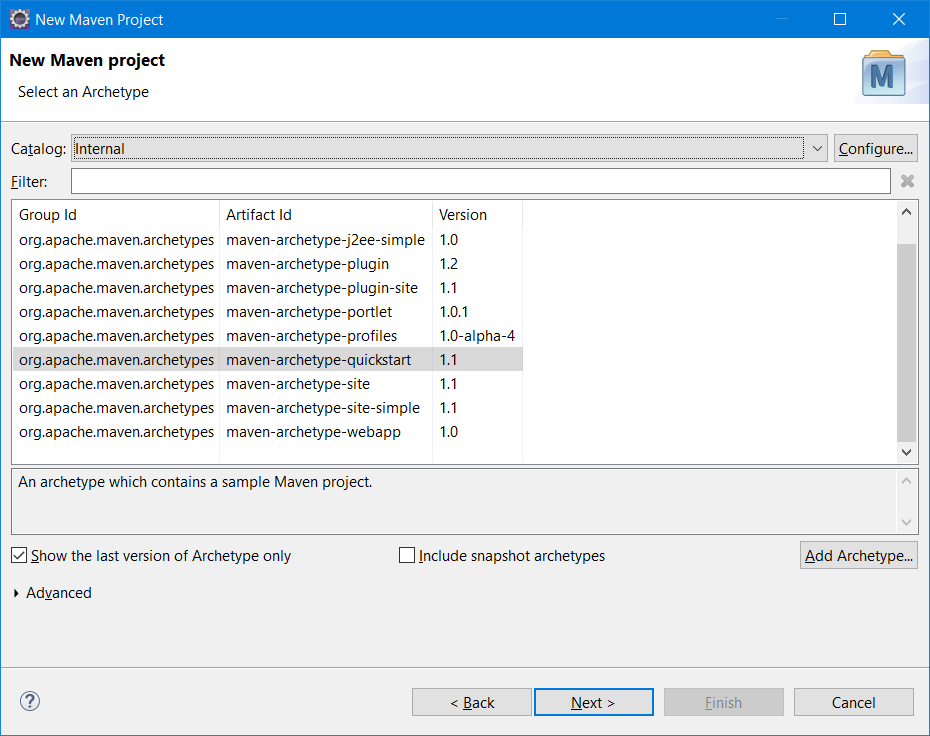 New Maven Project
New Maven project
Select an Archetype
M
Catalog: Internal Configure...
Filter:
Group Id Artifact Id Version
org.apache.maven.archetypes maven-archetype-j2ee-simple 1.0
org.apache.maven.archetypes maven-archetype-plugin 1.2
org.apache.maven.archetypes maven-archetype-plugin-site 1.1
org.apache.maven.archetypes maven-archetype-portlet 1.0.1
org.apache.maven.archetypes maven-archetype-profiles 1.0-alpha-4
org.apache.maven.archetypes maven-archetype-quickstart 1.1
org.apache.maven.archetypes maven-archetype-site 1.1
org.apache.maven.archetypes maven-archetype-site-simple 1.1
org.apache.maven.archetypes maven-archetype-webapp 1.0
An archetype which contains a sample Maven project.
Show the last version of Archetype only Include snapshot archetypes Add Archetype...
Advanced
? < Back Next > Finish Cancel